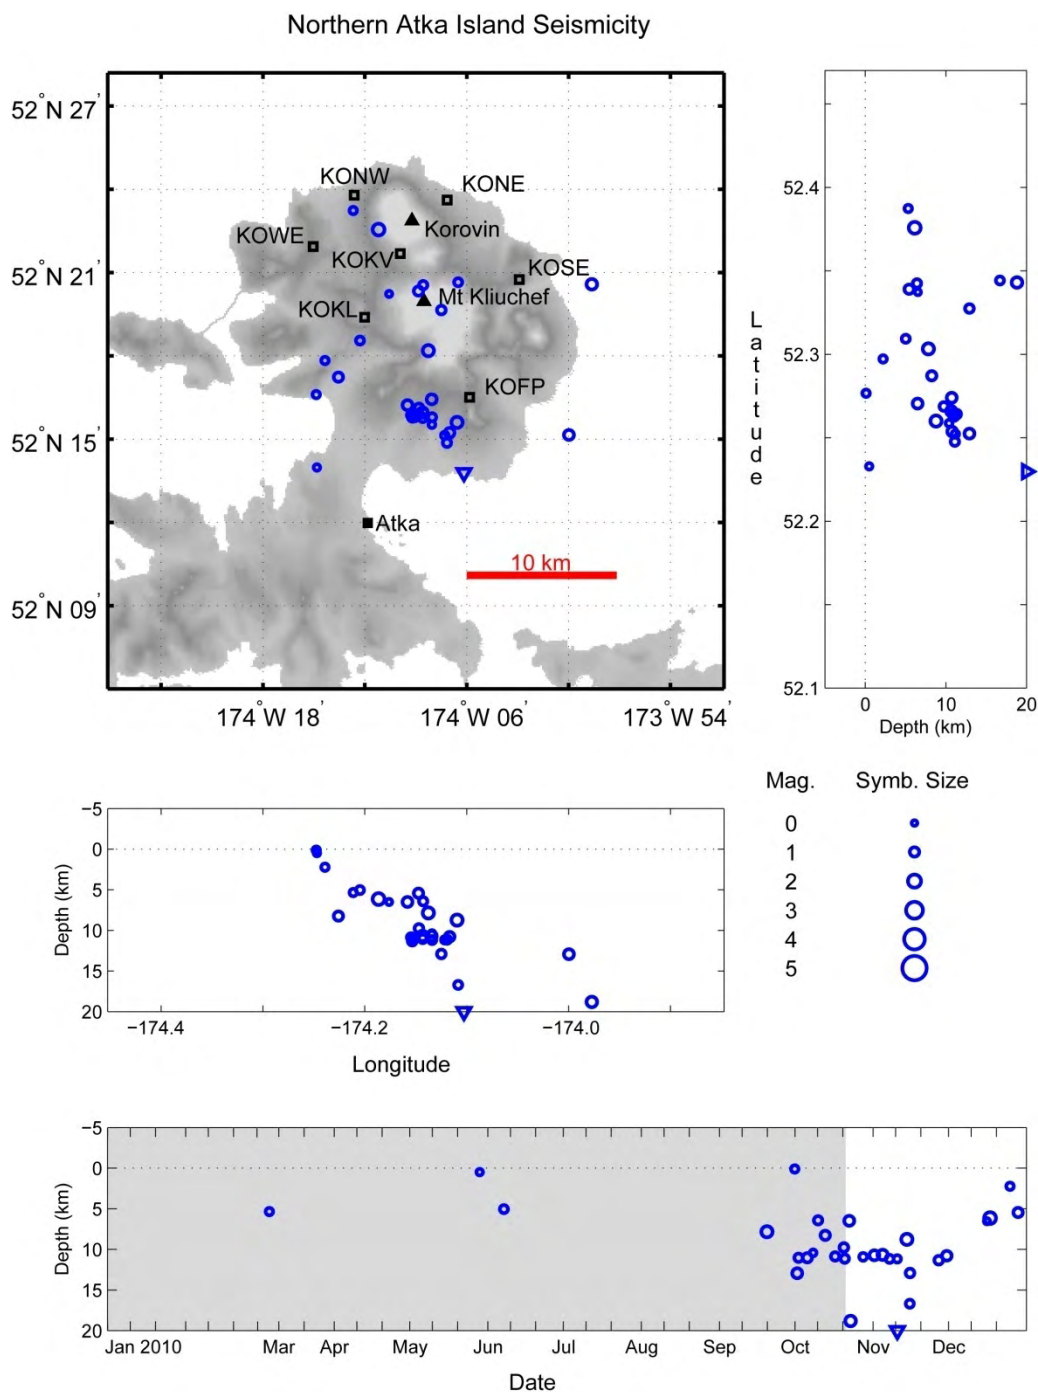 Northern Atka Island Seismicity
52°N 27'
52°N 21'
52°N 15'
52°N 09'
KONW
KONE
Korovin
KOWE
KOKV
KOSE
Mt Kliuchef
KOKL
KOFP
Atka
10 km
174°W 18'
174°W 06'
173°W 54'
Latitude
52.4
52.3
52.2
52.1
0
10
20
Depth (km)
Mag.
Symb. Size
0
1
2
3
4
5
Depth (km)
−5
0
5
10
15
20
−174.4
−174.2
−174.0
Longitude
Depth (km)
−5
0
5
10
15
20
Jan 2010
Mar
Apr
May
Jun
Jul
Aug
Sep
Oct
Nov
Dec
Date